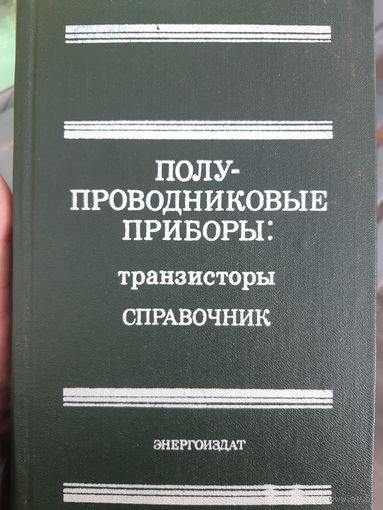 ПОЛУ-
ПРОВОДНИКОВЫЕ
ПРИБОРЫ:
транзисторы
СПРАВОЧНИК
ЭНЕРГОИЗДАТ